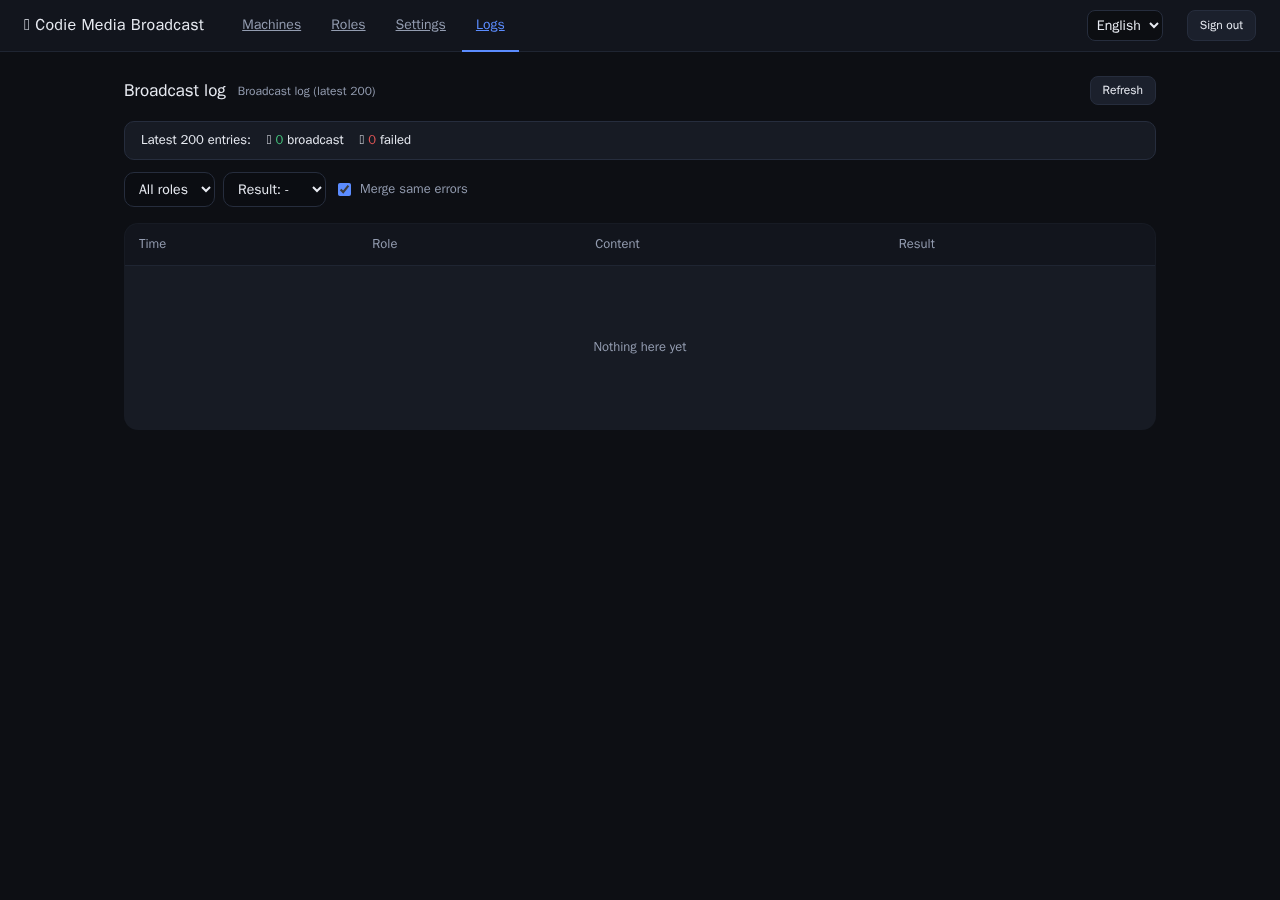 Codie Media Broadcast Machines Roles Settings Logs English Sign out
Broadcast log Broadcast log (latest 200) Refresh
Latest 200 entries: 0 broadcast 0 failed
All roles Result: - Merge same errors
Time Role Content Result
Nothing here yet